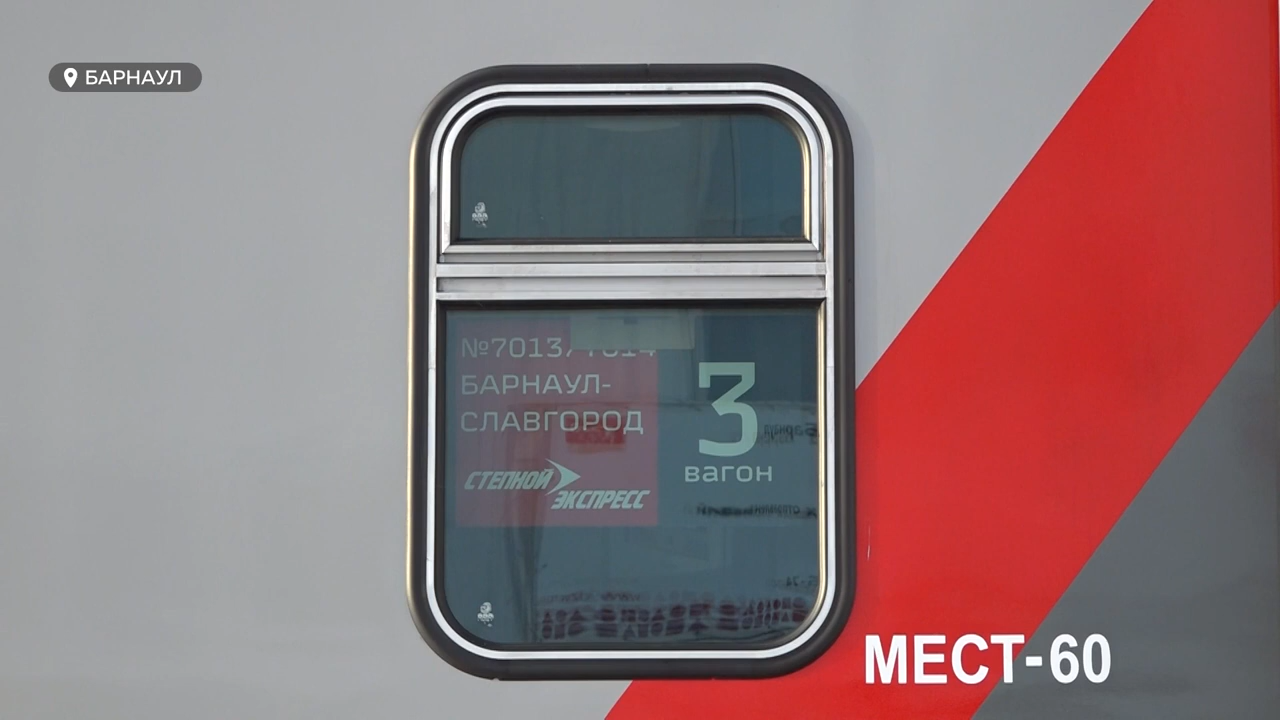 БАРНАУЛ
№7013/7014
БАРНАУЛ-
СЛАВГОРОД
СТЕПНОЙ
ЭКСПРЕСС
3
вагон
МЕСТ-60